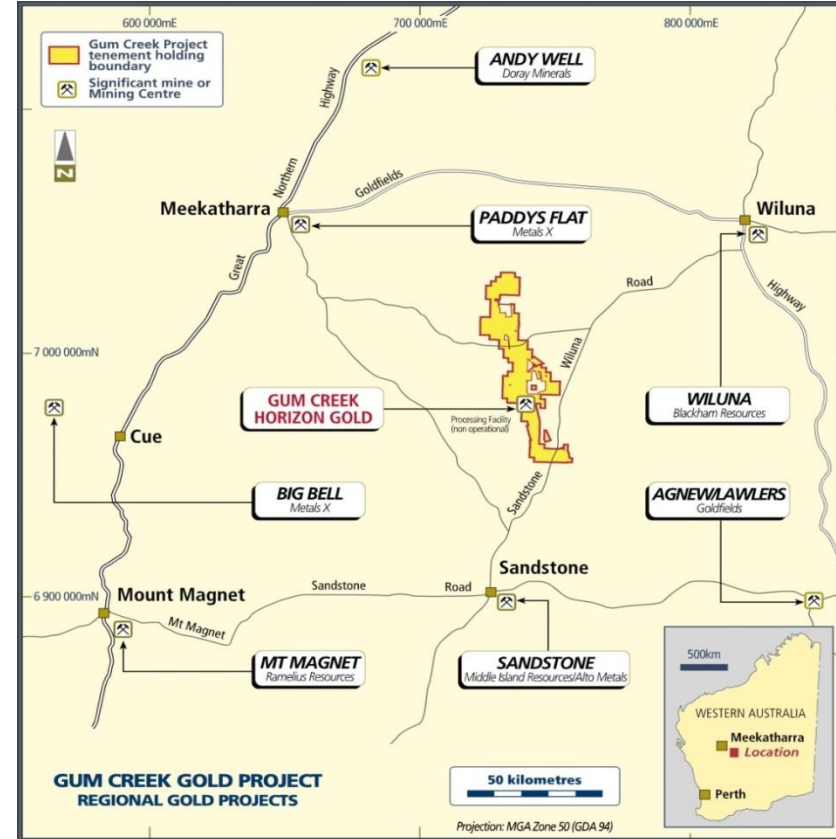 600 000mE
700 000mE
800 000mE
Gum Creek Project
tenement holding
boundary
Significant mine or
Mining Centre
N
ANDY WELL
Doray Minerals
Highway
Northern
Goldfields
Meekatharra
PADDYS FLAT
Metals X
Wiluna
Great
Road
Highway
7 000 000mN
Wiluna
GUM CREEK
HORIZON GOLD
Processing Facility
(non operational)
WILUNA
Blackham Resources
Cue
BIG BELL
Metals X
Sandstone
AGNEW/LAWLERS
Goldfields
6 900 000mN
Mount Magnet
Sandstone
Road
Sandstone
Mt Magnet
MT MAGNET
Ramelius Resources
SANDSTONE
Middle Island Resources/Alto Metals
500km
WESTERN AUSTRALIA
Meekatharra
Location
Perth
GUM CREEK GOLD PROJECT
REGIONAL GOLD PROJECTS
50 kilometres
Projection: MGA Zone 50 (GDA 94)